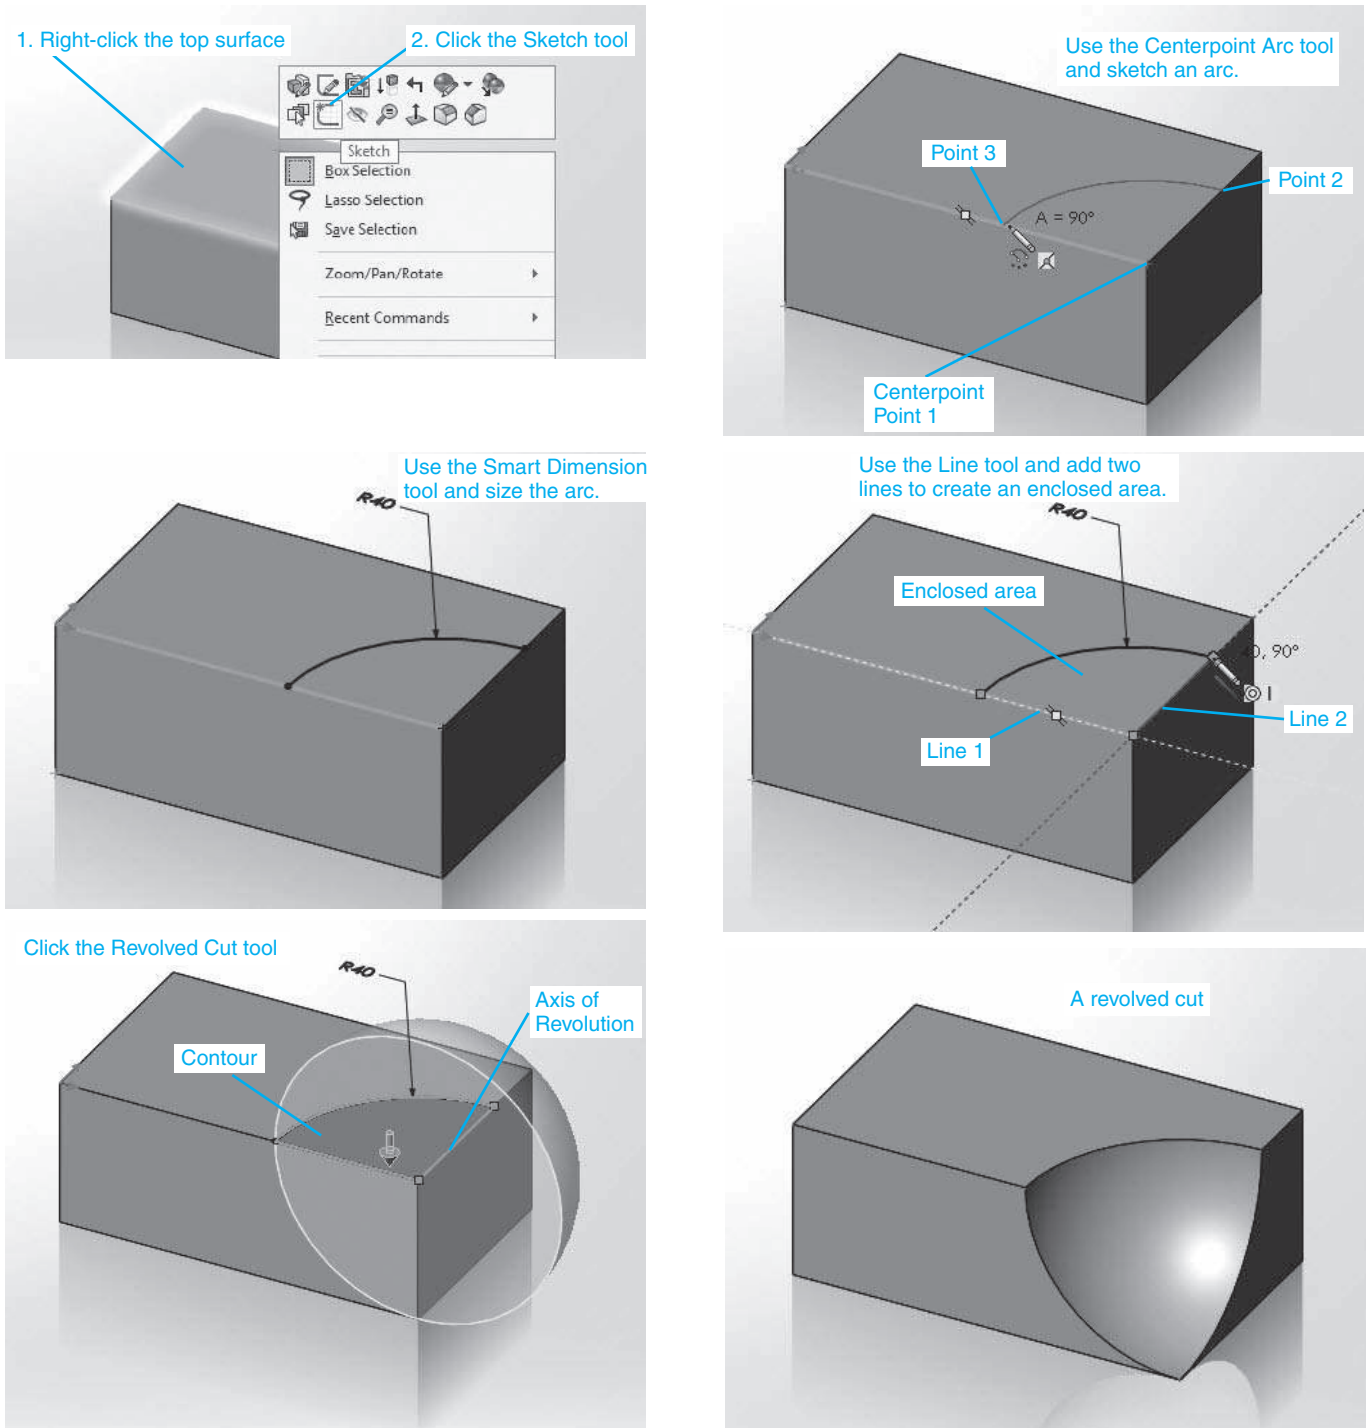 1. Right-click the top surface
2. Click the Sketch tool
Sketch
Box Selection
Lasso Selection
Save Selection
Zoom/Pan/Rotate
Recent Commands
Use the Centerpoint Arc tool
and sketch an arc.
Point 3
Point 2
A = 90°
Centerpoint
Point 1
Use the Smart Dimension
tool and size the arc.
R40
Use the Line tool and add two
lines to create an enclosed area.
R40
Enclosed area
90°
Line 2
Line 1
Click the Revolved Cut tool
R40
Axis of
Revolution
Contour
A revolved cut